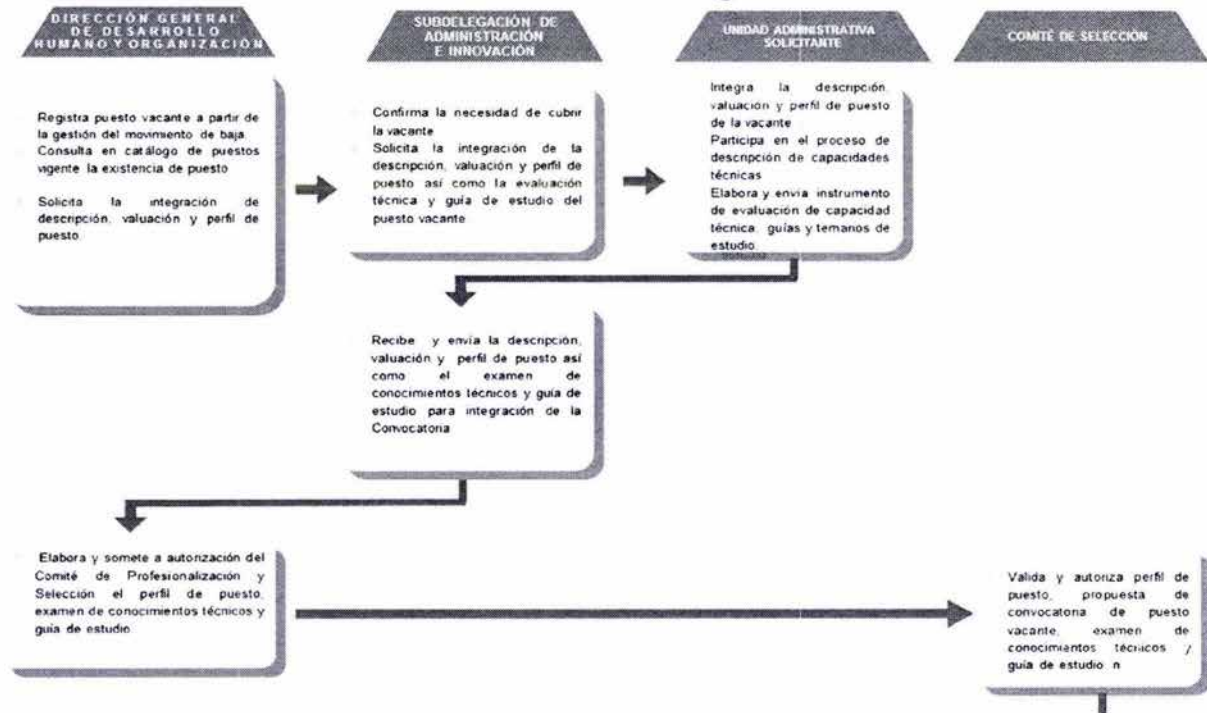 DIRECCIÓN GENERAL
DE DESARROLLO
HUMANO Y ORGANIZACIÓN
SUBDELEGACIÓN DE
ADMINISTRACIÓN
E INNOVACIÓN
UNIDAD ADMINISTRATIVA
SOLICITANTE
COMITÉ DE SELECCIÓN
Registra puesto vacante a partir de
la gestión del movimiento de baja.
Consulta en catálogo de puestos
vigente la existencia de puesto
Solicita la integración de
descripción, valuación y perfil de
puesto.
Confirma la necesidad de cubrir
la vacante
Solicita la integración de la
descripción, valuación y perfil de
puesto así como la evaluación
técnica y guía de estudio del
puesto vacante
Integra la descripción,
valuación y perfil de puesto
de la vacante
Participa en el proceso de
descripción de capacidades
técnicas
Elabora y envía instrumento
de evaluación de capacidad
técnica, guías y temarios de
estudio.
Recibe y envía la descripción,
valuación y perfil de puesto así
como el examen de
conocimientos técnicos y guía de
estudio para integración de la
Convocatoria
Elabora y somete a autorización del
Comité de Profesionalización y
Selección el perfil de puesto,
examen de conocimientos técnicos y
guía de estudio
Valida y autoriza perfil de
puesto, propuesta de
convocatoria de puesto
vacante, examen de
conocimientos técnicos y
guía de estudio n